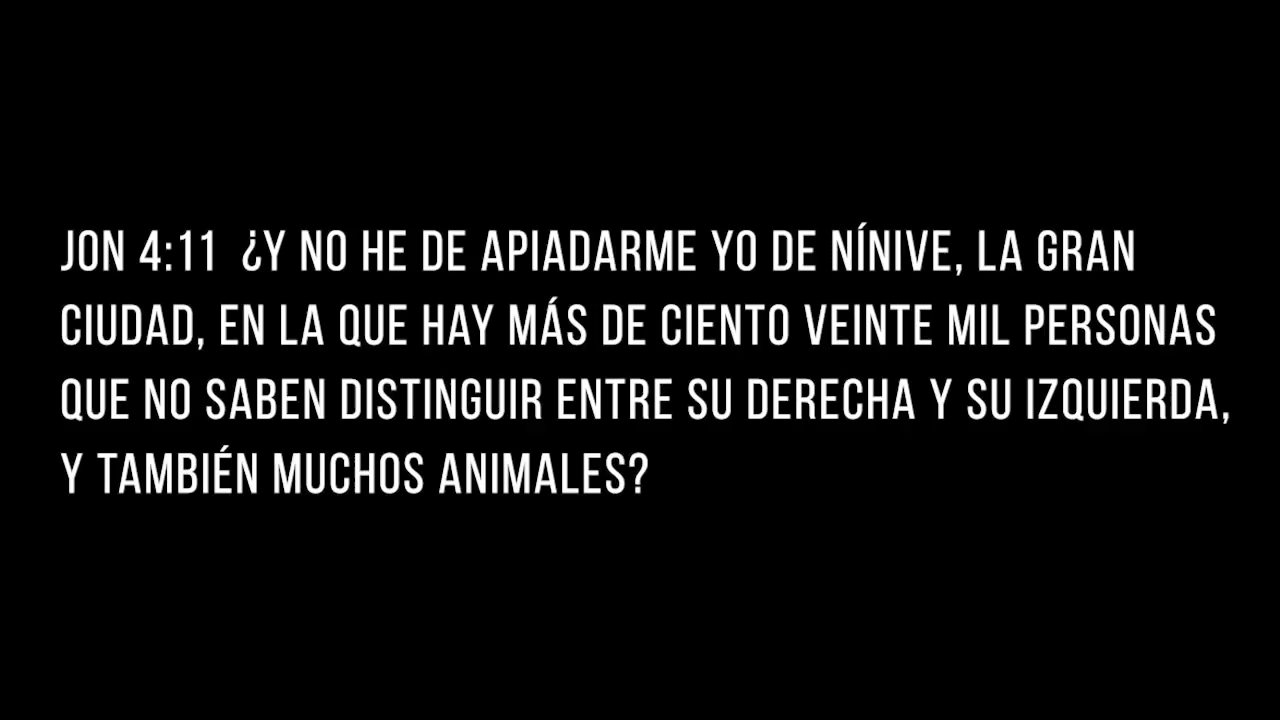 JON 4:11 ¿Y NO HE DE APIADARME YO DE NÍNIVE, LA GRAN
CIUDAD, EN LA QUE HAY MÁS DE CIENTO VEINTE MIL PERSONAS
QUE NO SABEN DISTINGUIR ENTRE SU DERECHA Y SU IZQUIERDA,
Y TAMBIÉN MUCHOS ANIMALES?